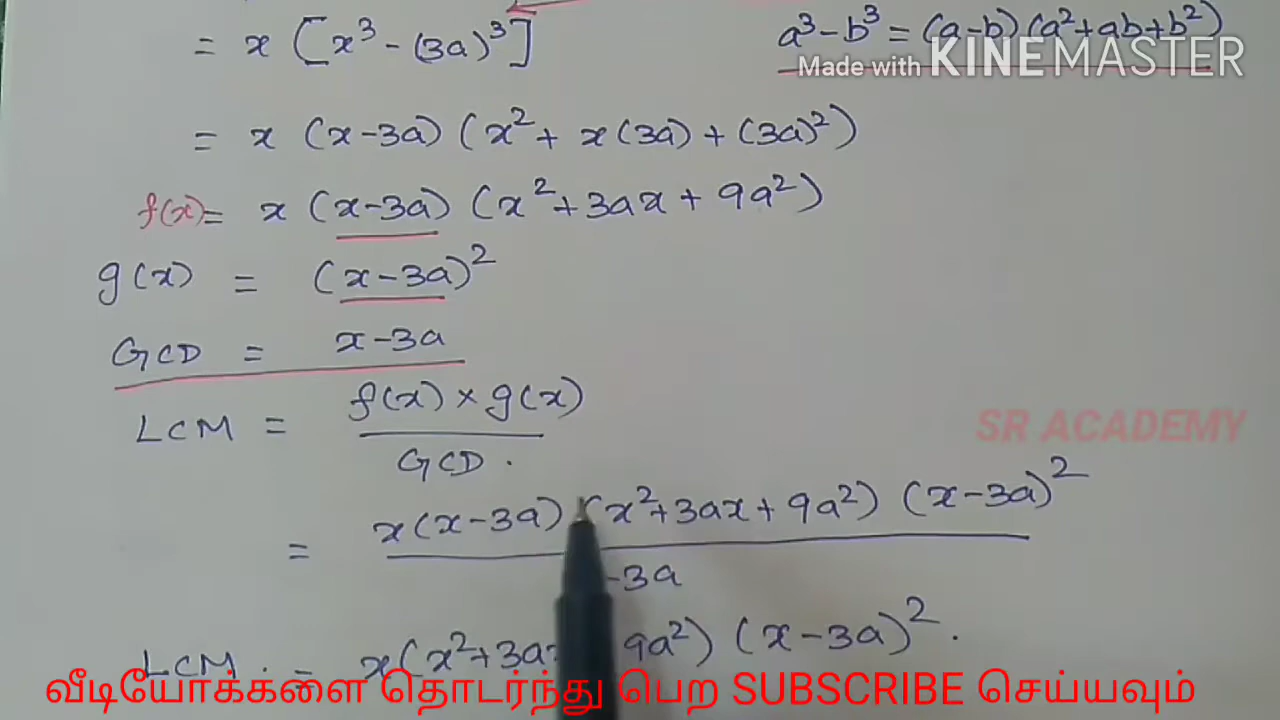 = x [x³ - (3a)³]
a³-b³ = (a-b) (a²+ab+b²)
Made with KINEMASTER
= x (x-3a) (x² + x(3a) + (3a)²)
f(x) = x (x-3a) (x²+3ax + 9a²)
g(x) = (x-3a)²
GCD = x-3a
LCM = f(x) × g(x)
GCD.
SR ACADEMY
= x(x-3a) (x²+3ax + 9a²) (x-3a)²
-3a
LCM. = x(x²+3ax 9a²) (x-3a)².
வீடியோக்களை தொடர்ந்து பெற SUBSCRIBE செய்யவும்